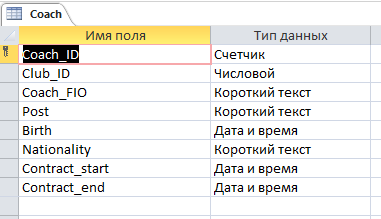 Coach
Имя поля Тип данных
Coach_ID Счетчик
Club_ID Числовой
Coach_FIO Короткий текст
Post Короткий текст
Birth Дата и время
Nationality Короткий текст
Contract_start Дата и время
Contract_end Дата и время